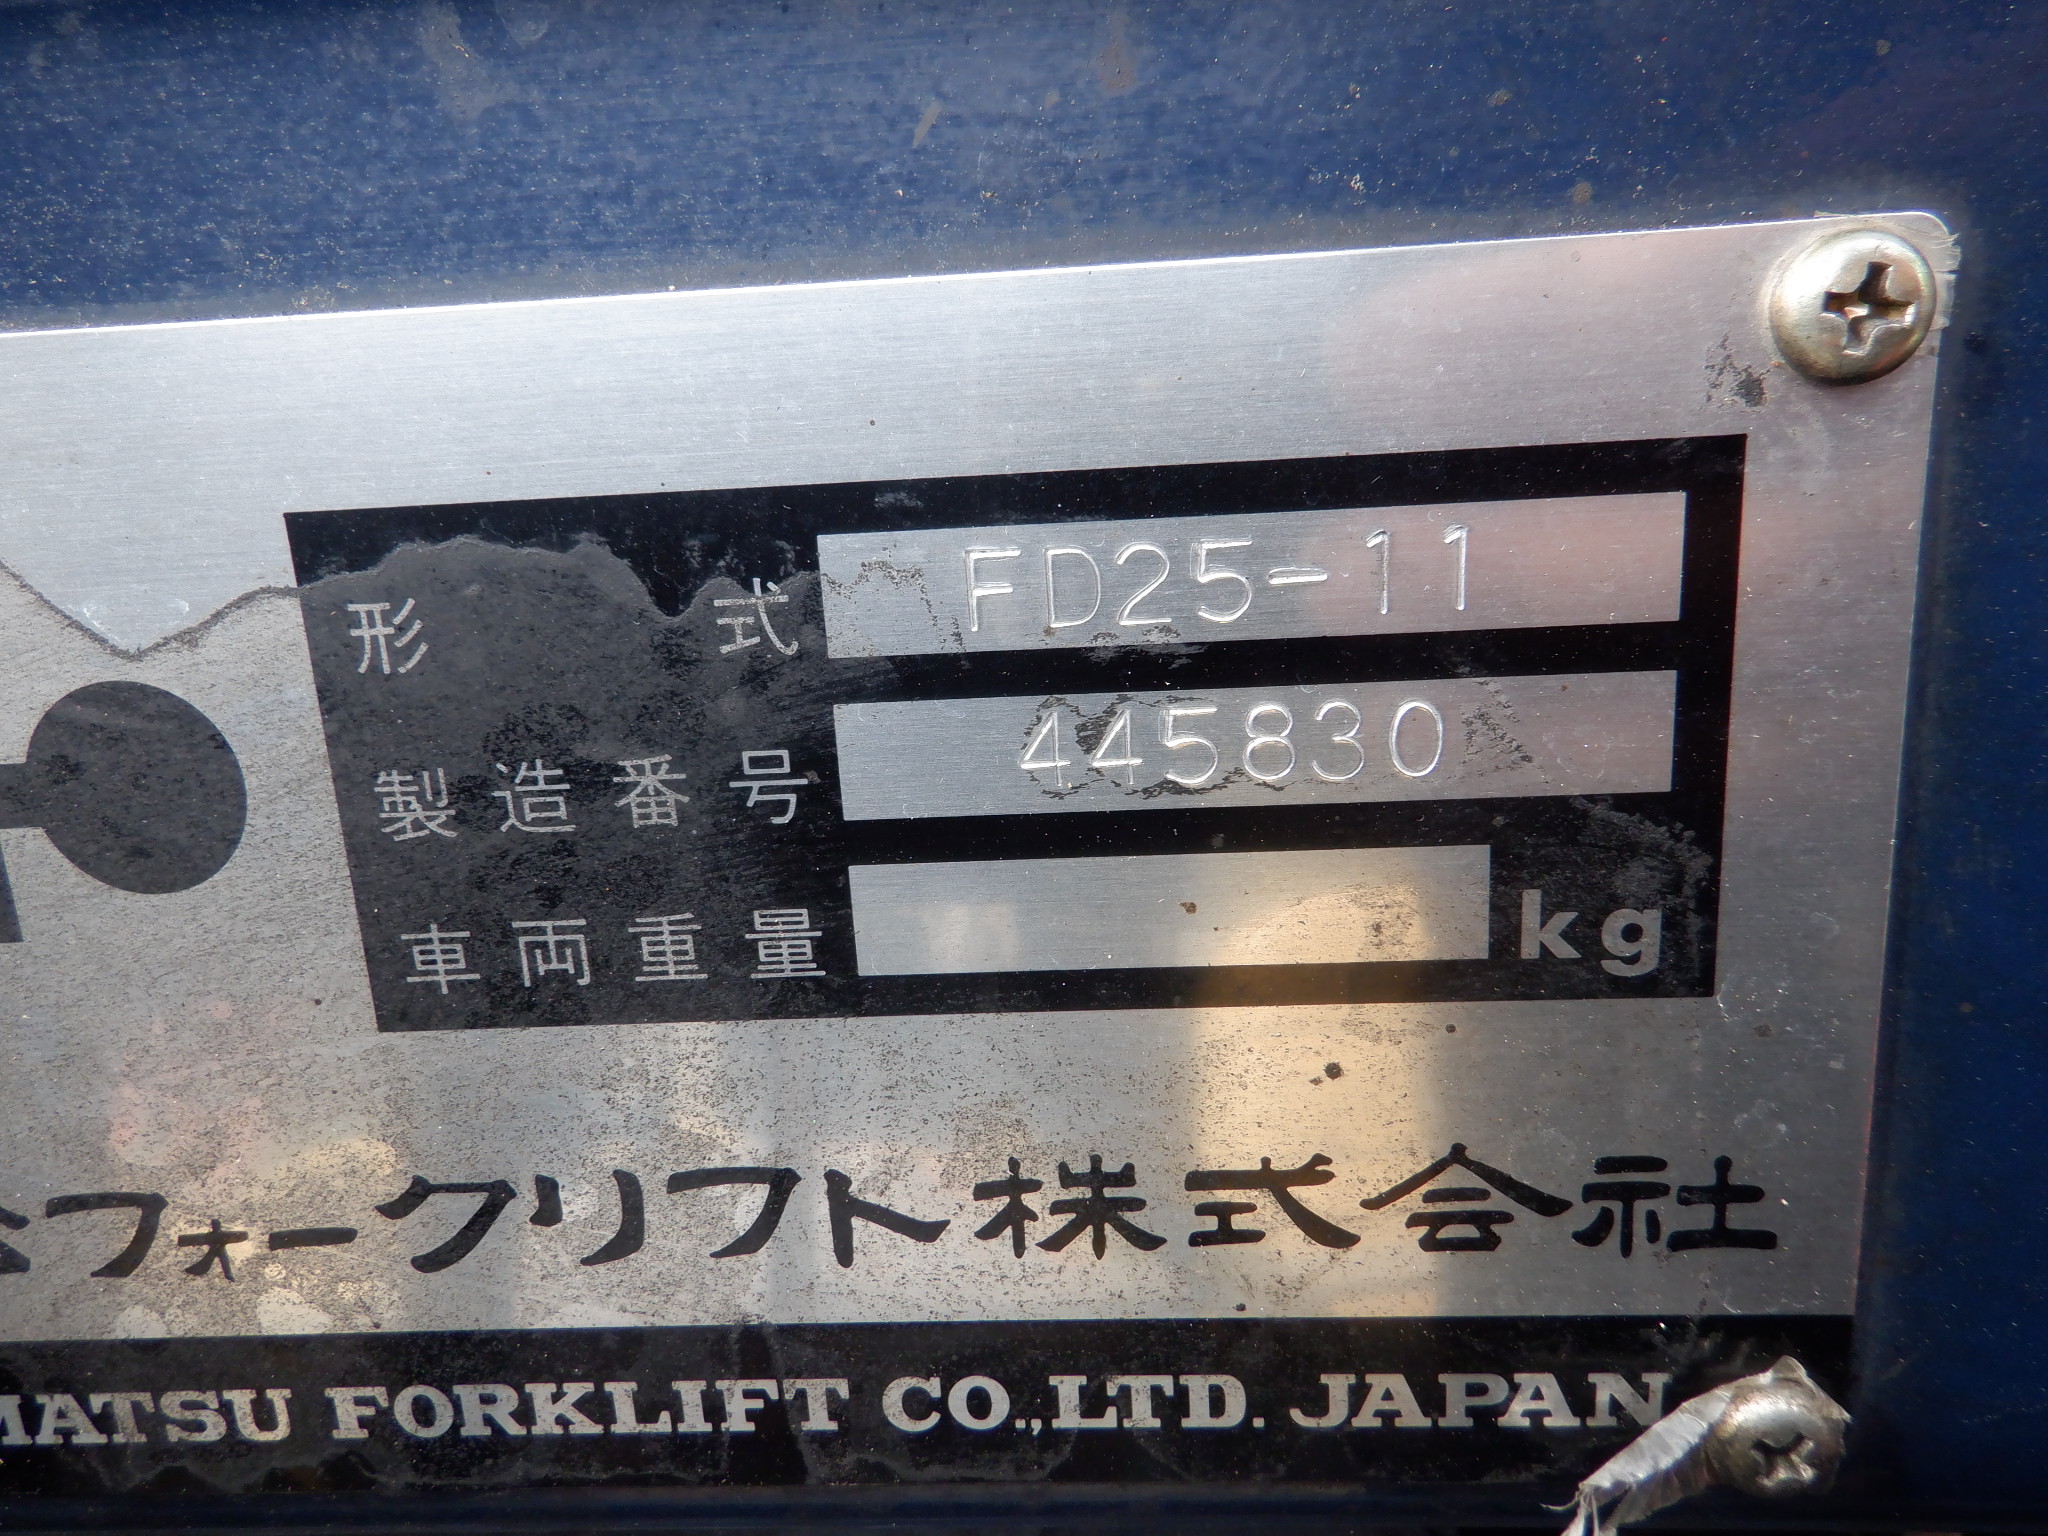 形式 FD25-11
製造番号 445830
車両重量 kg
松フォークリフト株式会社
MATSU FORKLIFT CO.,LTD. JAPAN